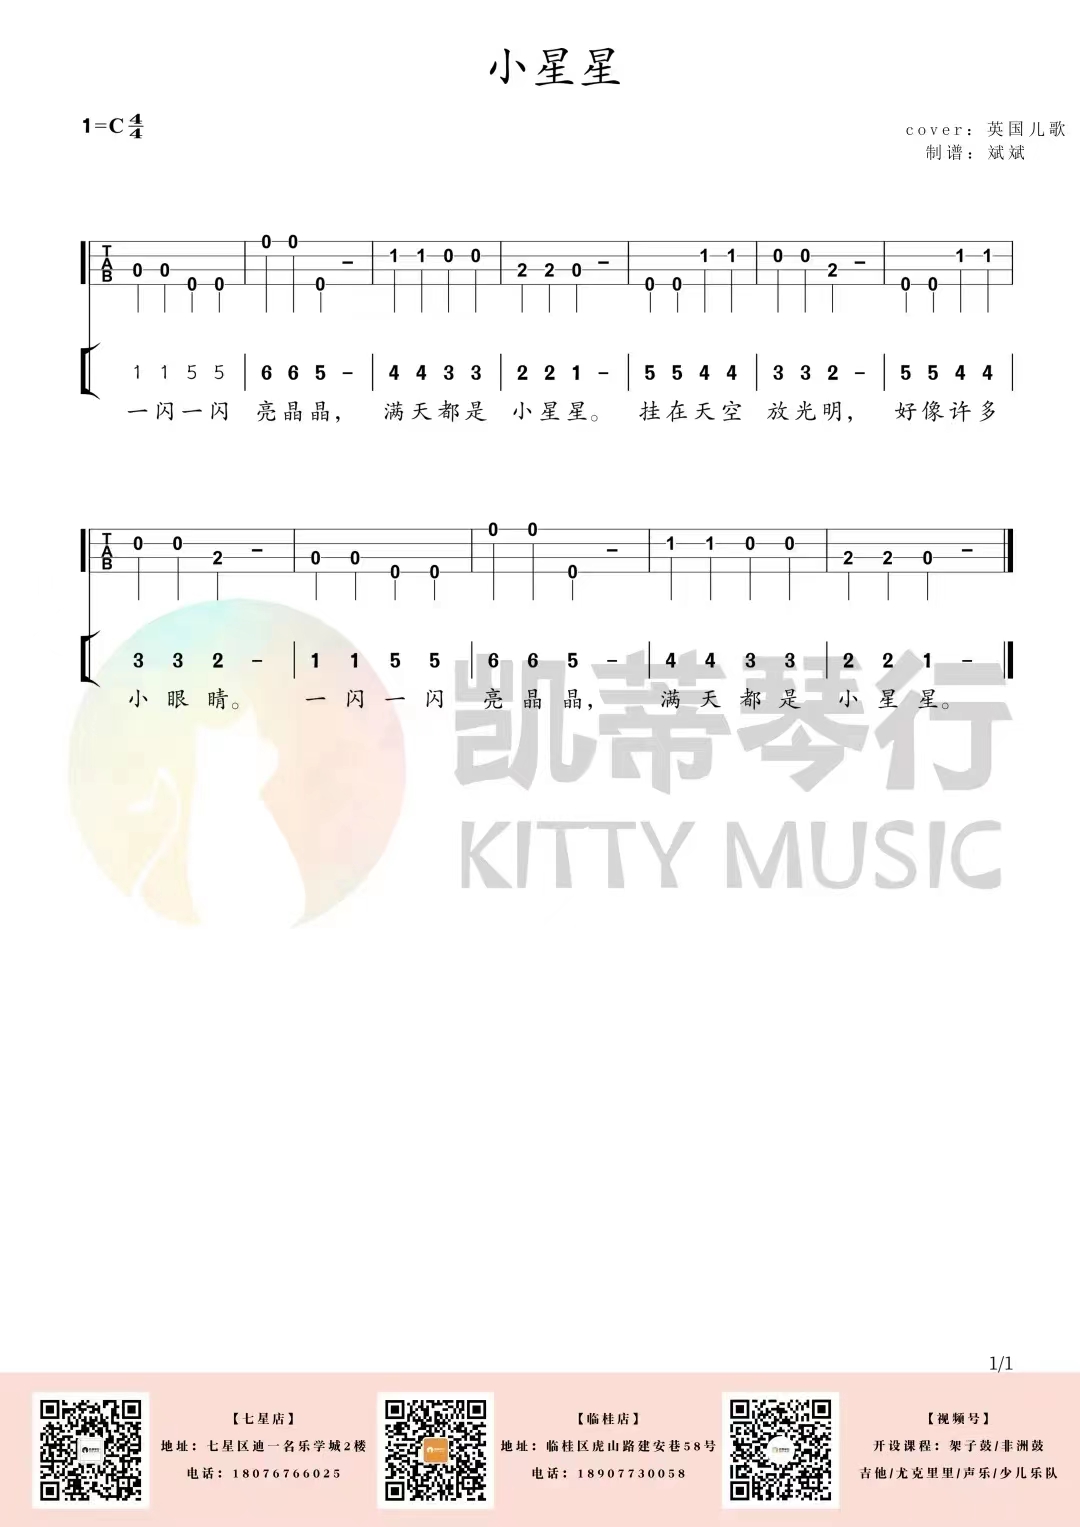 小星星
1=C 4/4
cover: 英国儿歌
制谱: 斌斌
TAB 0 0 0 0 0 0 0 – 1 1 0 0 2 2 0 – 0 0 1 1 0 0 2 – 0 0 1 1
1 1 5 5 | 6 6 5 – | 4 4 3 3 | 2 2 1 – | 5 5 4 4 | 3 3 2 – | 5 5 4 4 |
一闪一闪 亮晶晶， 满天都是 小星星。 挂在天空 放光明， 好像许多
TAB 0 0 2 – 0 0 0 0 0 0 0 – 1 1 0 0 2 2 0 –
3 3 2 – | 1 1 5 5 | 6 6 5 – | 4 4 3 3 | 2 2 1 –
小眼睛。 一闪一闪 亮晶晶， 满天都是 小星星。
凯蒂琴行
KITTY MUSIC
1/1
【七星店】
地址：七星区迪一名乐学城2楼
电话：18076766025
【临桂店】
地址：临桂区虎山路建安巷58号
电话：18907730058
【视频号】
开设课程：架子鼓/非洲鼓
吉他/尤克里里/声乐/少儿乐队